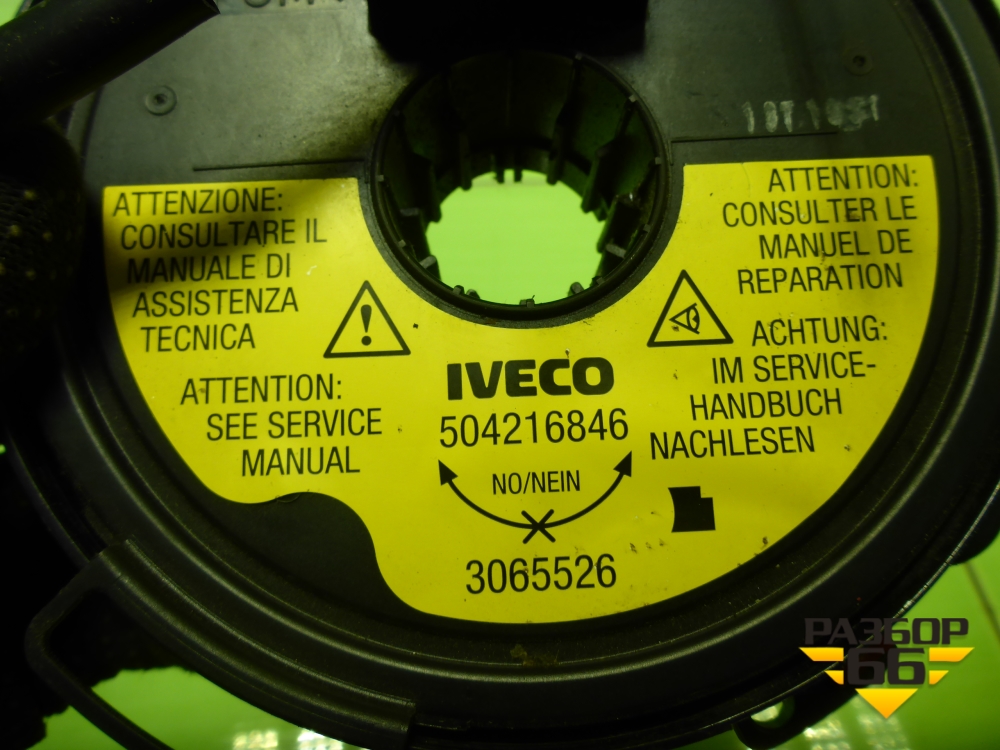 ATTENZIONE:
CONSULTARE IL
MANUALE DI
ASSISTENZA
TECNICA
ATTENTION:
SEE SERVICE
MANUAL
ATTENTION:
CONSULTER LE
MANUEL DE
REPARATION
ACHTUNG:
IM SERVICE-
HANDBUCH
NACHLESEN
IVECO
504216846
NO/NEIN
3065526
РАЗБОР
66